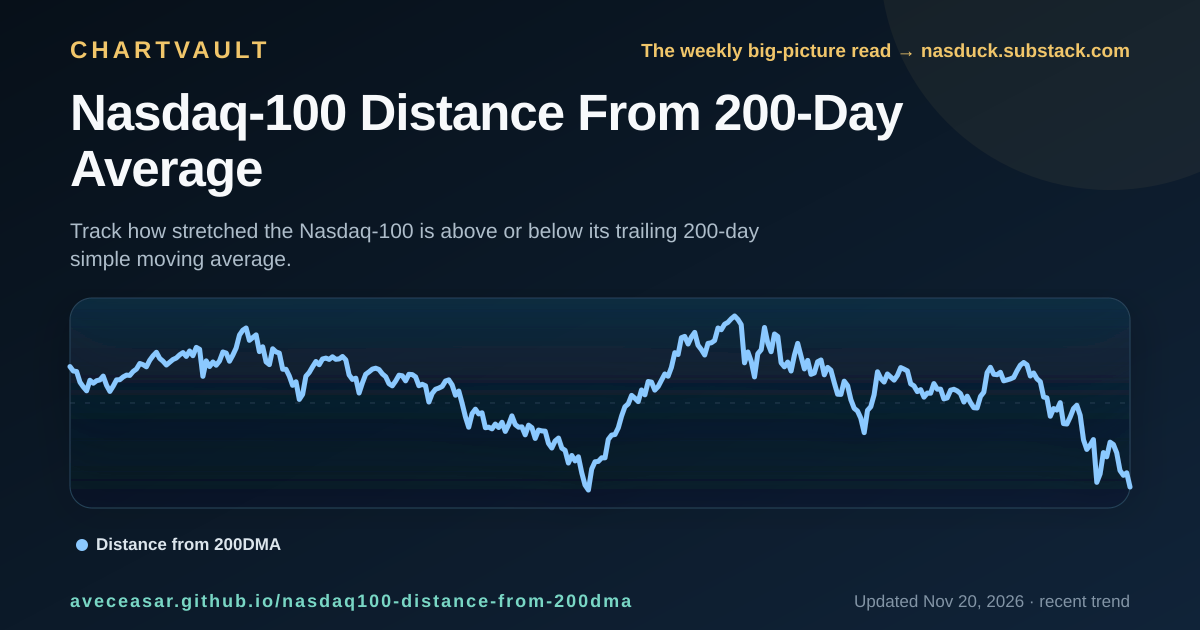 CHARTVAULT
The weekly big-picture read → nasduck.substack.com
Nasdaq-100 Distance From 200-Day
Average
Track how stretched the Nasdaq-100 is above or below its trailing 200-day
simple moving average.
Distance from 200DMA
aveceasar.github.io/nasdaq100-distance-from-200dma
Updated Nov 20, 2026 · recent trend